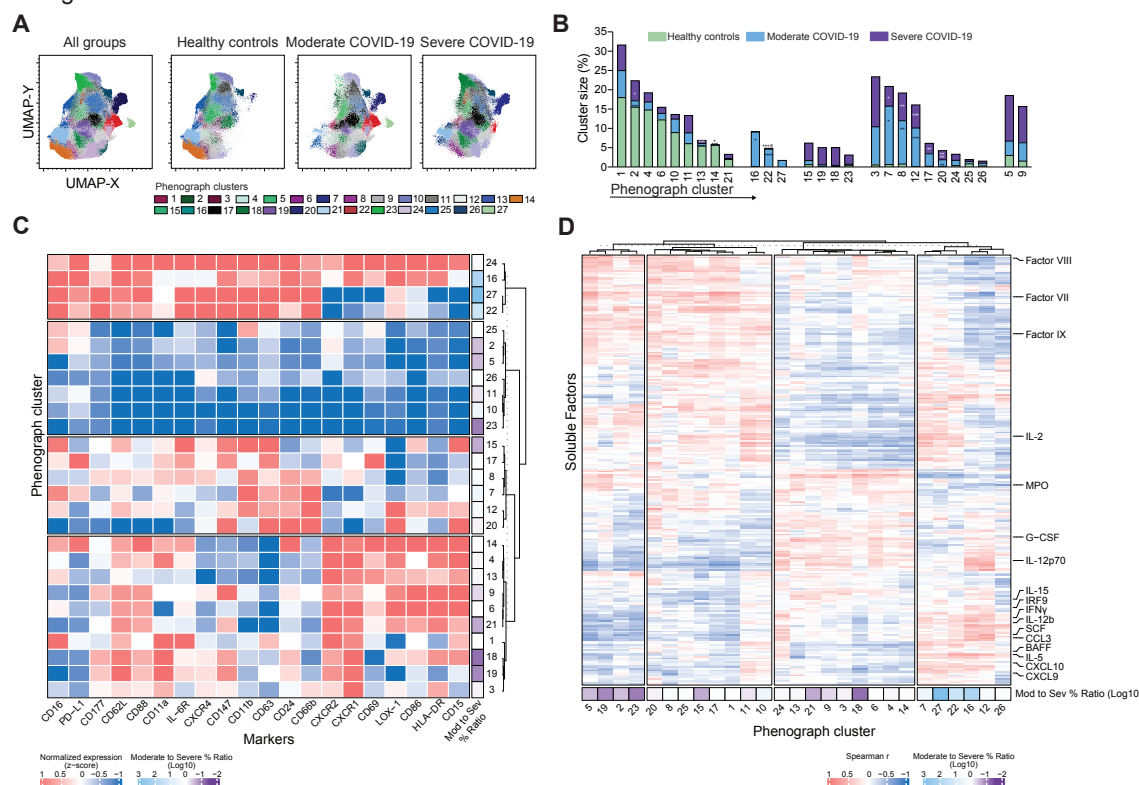 A
All groups
Healthy controls
Moderate COVID-19
Severe COVID-19
UMAP-Y
UMAP-X
Phenograph clusters
1 2 3 4 5 6 7 8 9 10 11 12 13 14
15 16 17 18 19 20 21 22 23 24 25 26 27
B
Healthy controls Moderate COVID-19 Severe COVID-19
Cluster size (%)
35
30
25
20
15
10
5
0
1 2 4 6 10 11 13 14 21 16 22 27 15 19 18 23 3 7 8 12 17 20 24 25 26 5 9
Phenograph cluster
C
Phenograph cluster
24
16
27
22
25
2
5
26
11
10
23
15
17
8
7
12
20
14
4
13
9
6
21
1
18
19
3
CD16 PD-L1 CD177 CD62L CD88 CD11a IL-6R CXCR4 CD147 CD11b CD63 CD24 CD66b CXCR2 CXCR1 CD69 LOX-1 CD86 HLA-DR CD15 Mod to Sev % Ratio
Markers
Normalized expression
(z-score)
1 0.5 0 -0.5 -1
Moderate to Severe % Ratio
(Log10)
3 2 1 0 -1 -2
D
Soluble Factors
Factor VIII
Factor VII
Factor IX
IL-2
MPO
G-CSF
IL-12p70
IL-15
IRF9
IFNγ
IL-12b
SCF
CCL3
BAFF
IL-5
CXCL10
CXCL9
Mod to Sev % Ratio (Log10
5 19 2 23 20 8 25 15 17 1 11 10 24 13 21 9 3 18 6 4 14 7 27 22 16 12 26
Phenograph cluster
Spearman r
1 0.5 0 -0.5 -1
Moderate to Severe % Ratio
(Log10)
3 2 1 0 -1 -2